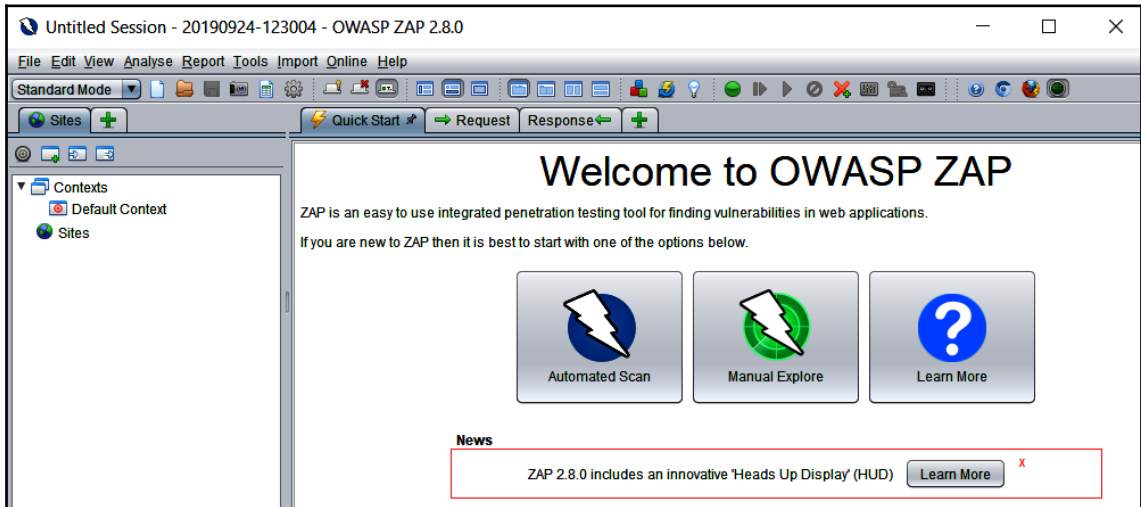 Untitled Session - 20190924-123004 - OWASP ZAP 2.8.0
File Edit View Analyse Report Tools Import Online Help
Standard Mode
Sites
Quick Start
Request
Response
Contexts
Default Context
Sites
Welcome to OWASP ZAP
ZAP is an easy to use integrated penetration testing tool for finding vulnerabilities in web applications.
If you are new to ZAP then it is best to start with one of the options below.
Automated Scan
Manual Explore
Learn More
News
ZAP 2.8.0 includes an innovative 'Heads Up Display' (HUD)
Learn More
X